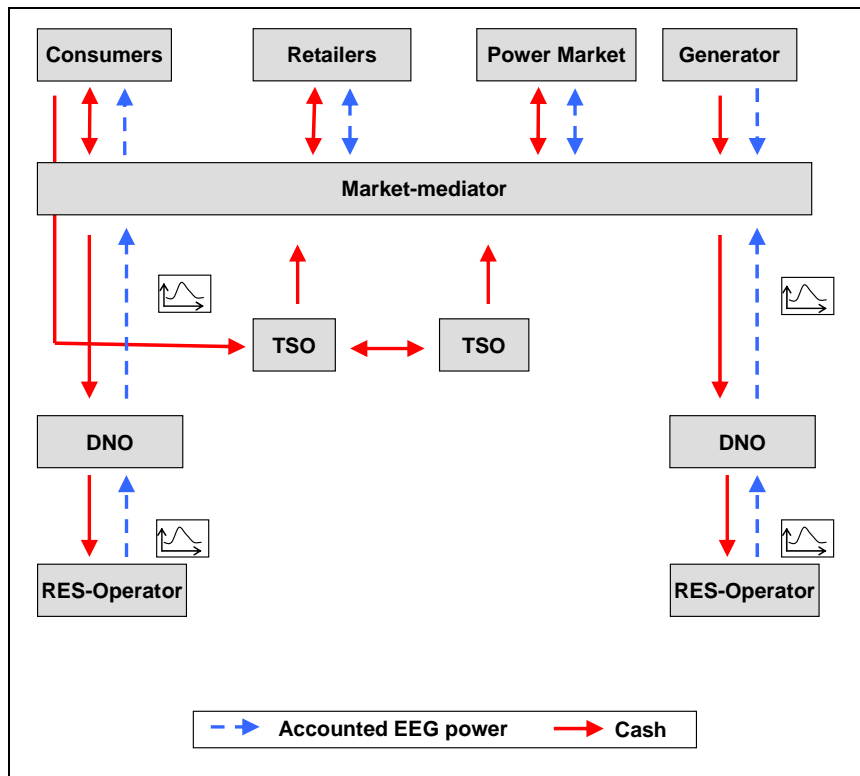 Consumers
Retailers
Power Market
Generator
Market-mediator
TSO
TSO
DNO
DNO
RES-Operator
RES-Operator
Accounted EEG power
Cash